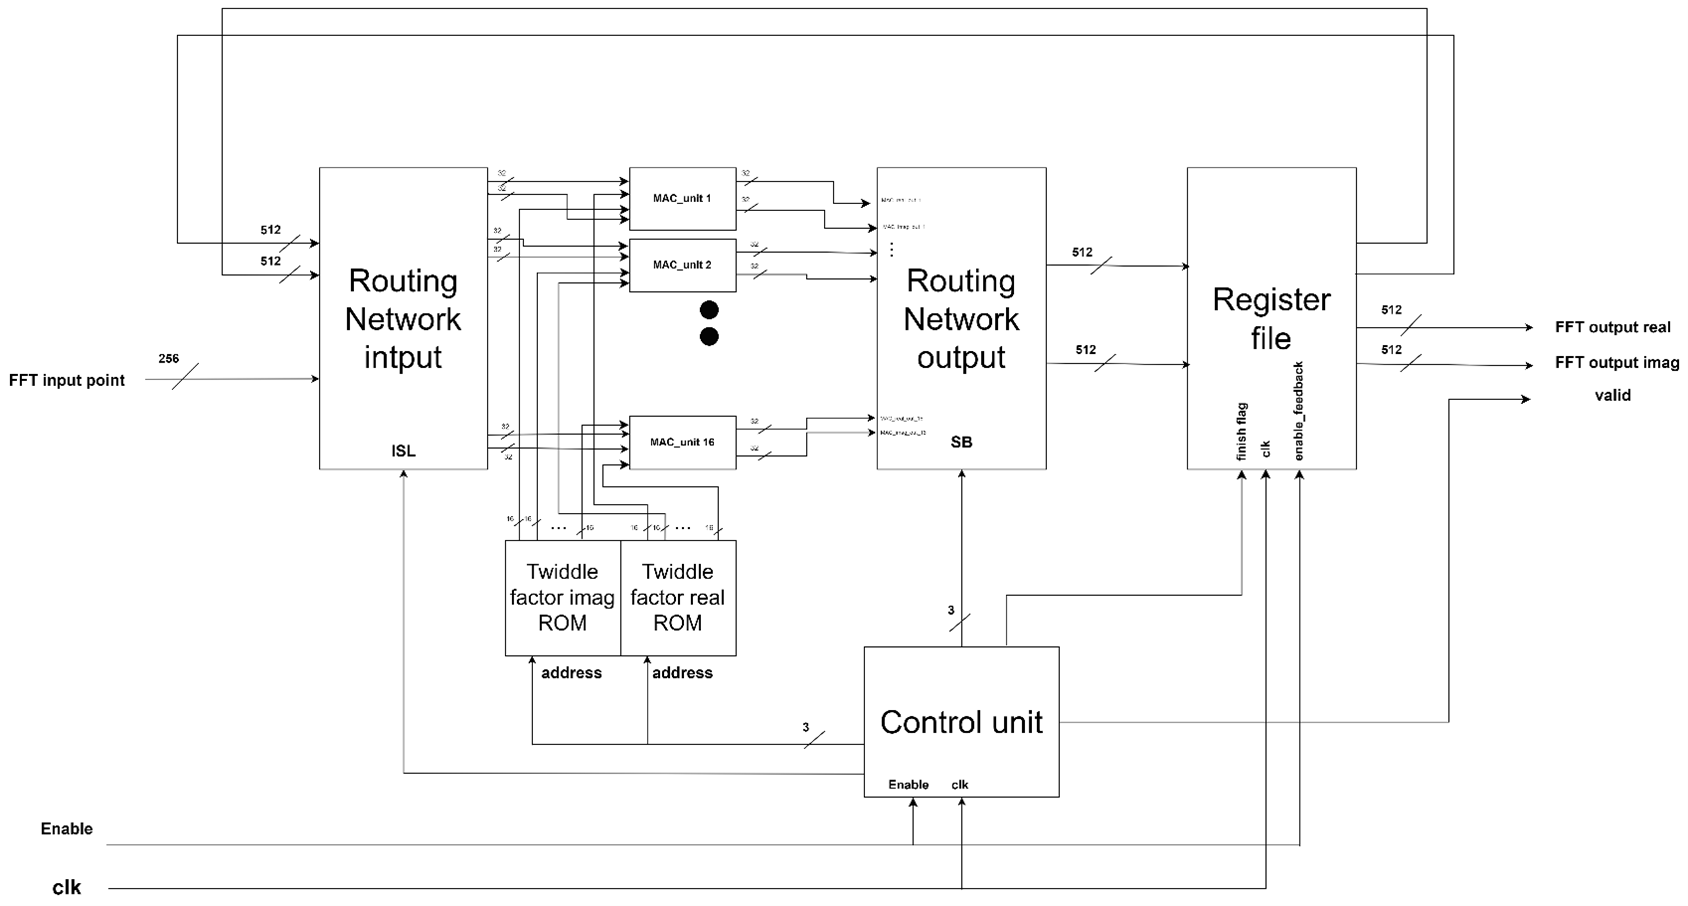 512
512
FFT input point
256
Routing
Network
intput
ISL
32
32
32
32
32
32
MAC_unit 1
MAC_unit 2
MAC_unit 16
32
32
32
32
32
32
MAC_imag_out_1
Routing
Network
output
MAC_real_out_16
SB
512
512
Register
file
finish flag
clk
enable_feedback
512
FFT output real
512
FFT output imag
valid
16
16
...
16
16
16
...
16
Twiddle
factor imag
ROM
Twiddle
factor real
ROM
address
address
3
3
Control unit
Enable
clk
Enable
clk